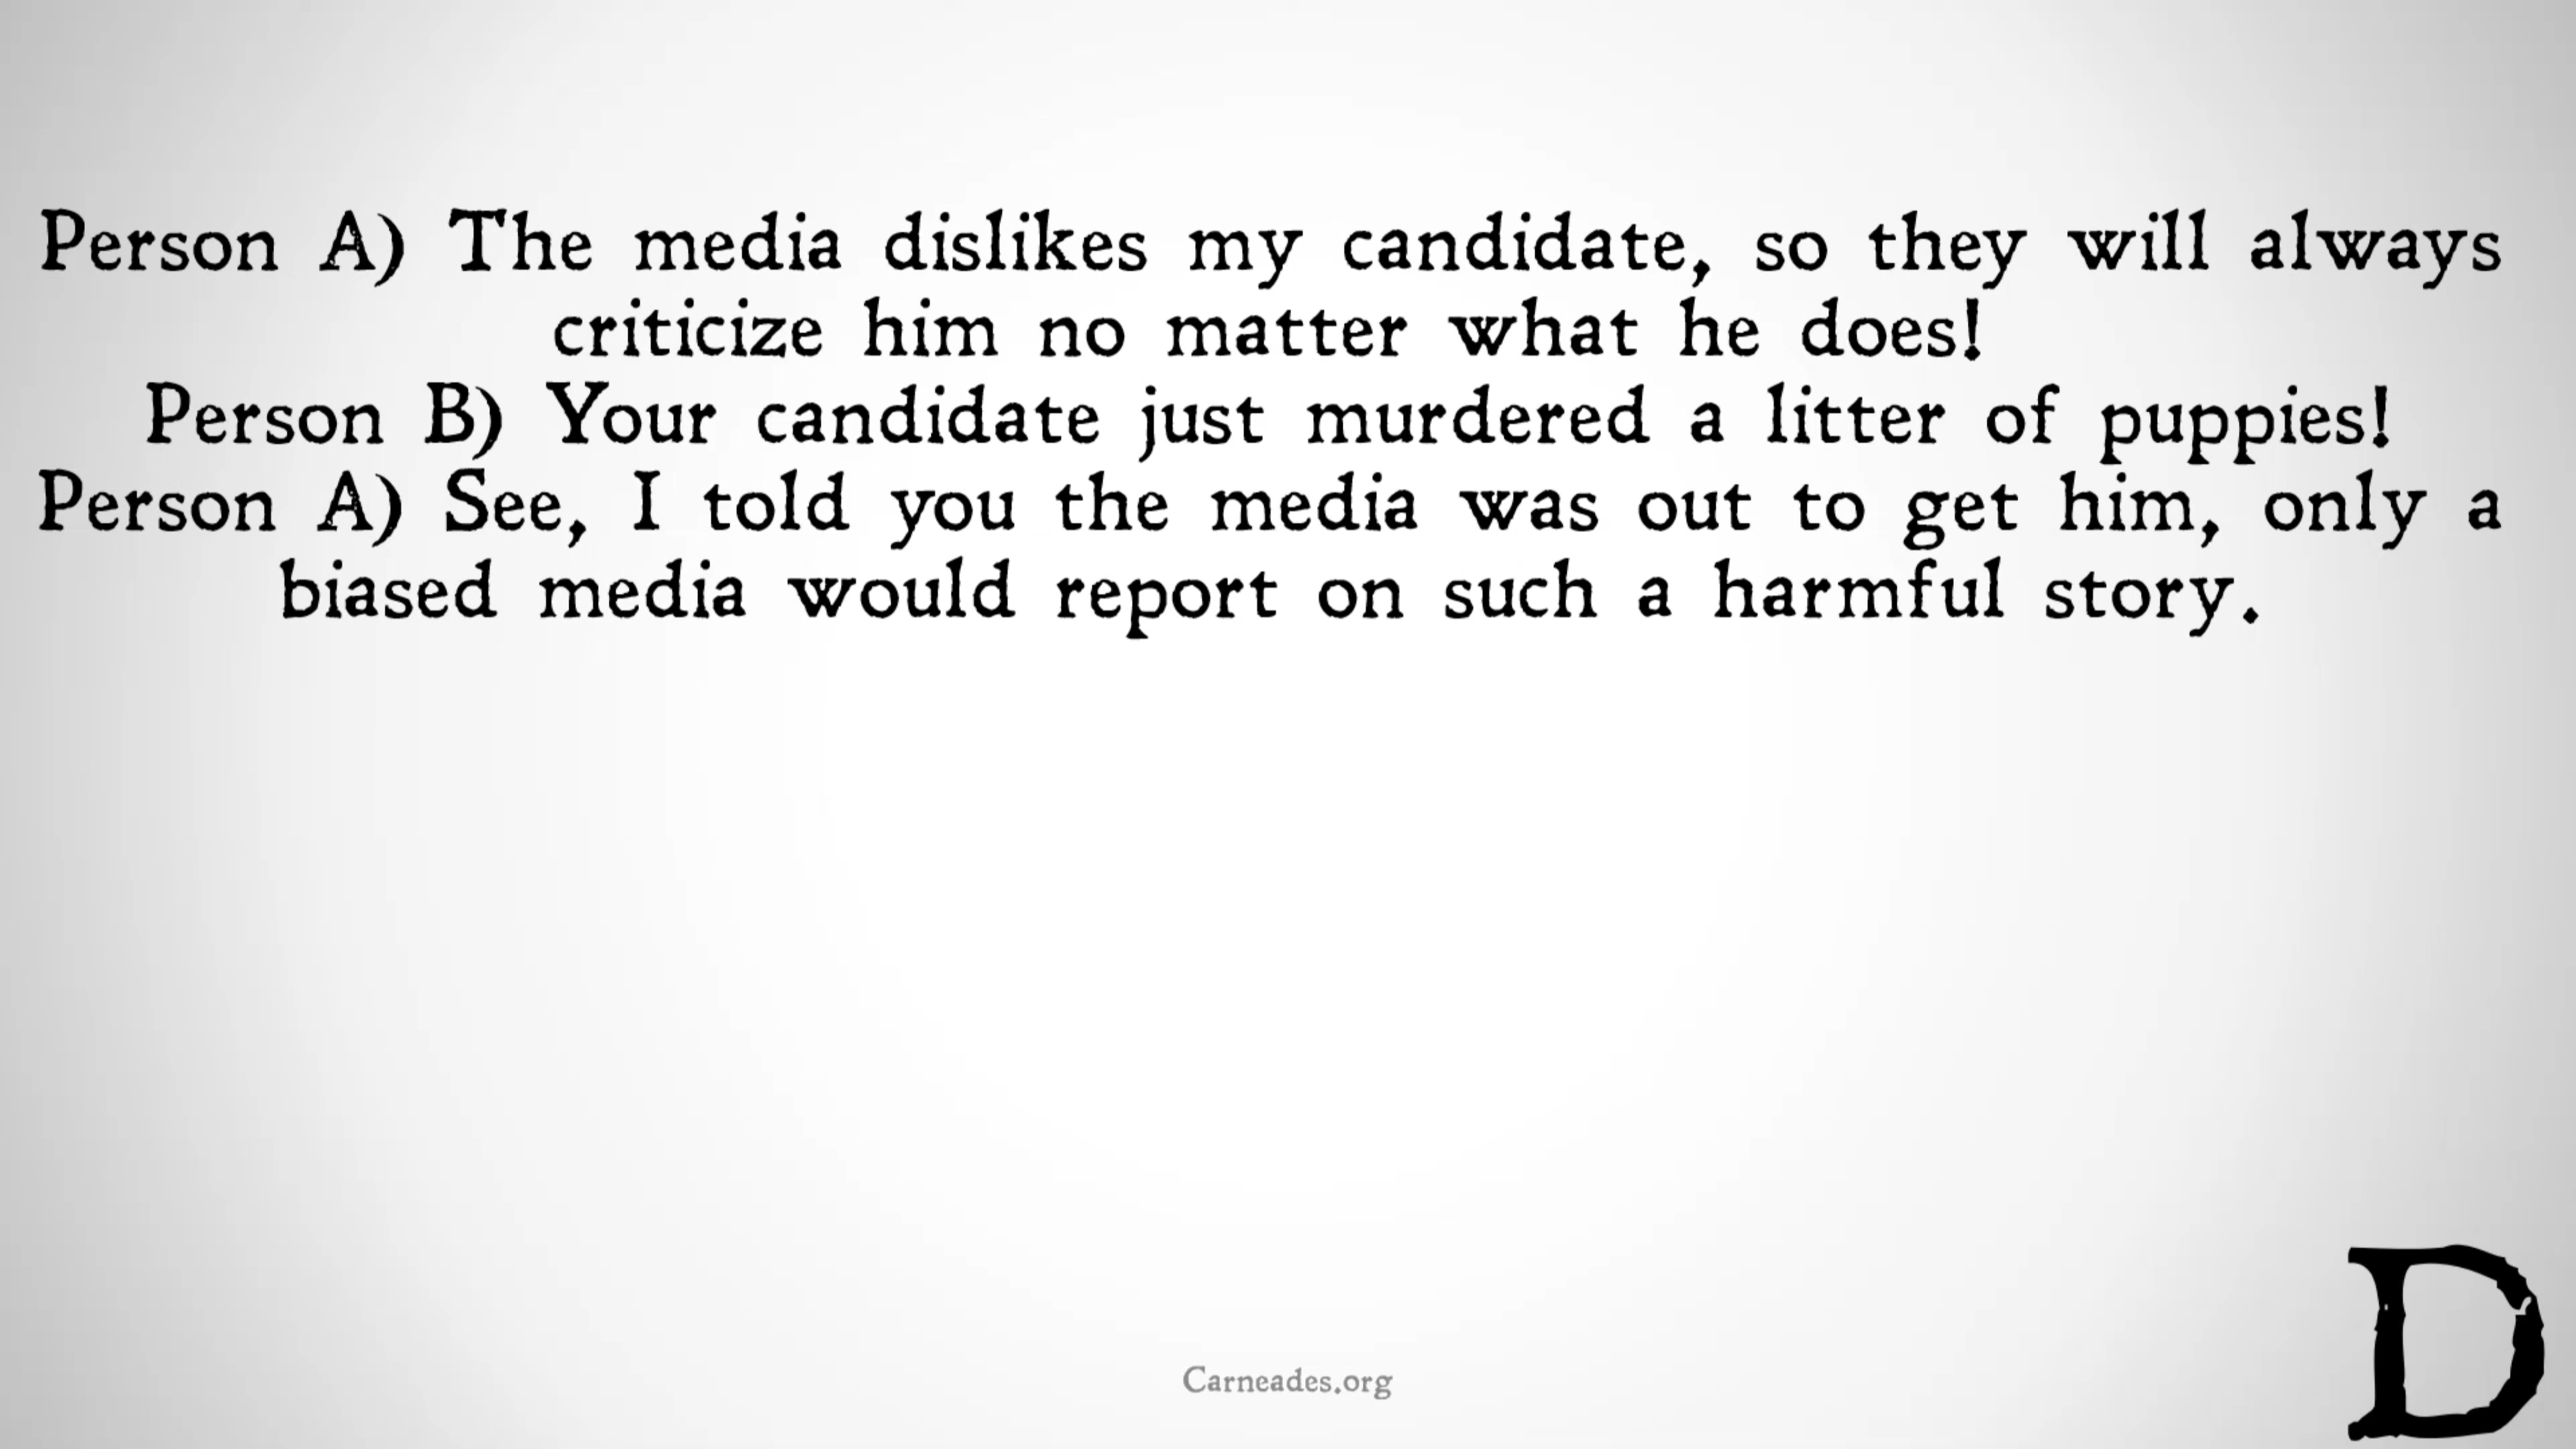 Person A) The media dislikes my candidate, so they will always
criticize him no matter what he does!
Person B) Your candidate just murdered a litter of puppies!
Person A) See, I told you the media was out to get him, only a
biased media would report on such a harmful story.
Carneades.org
D